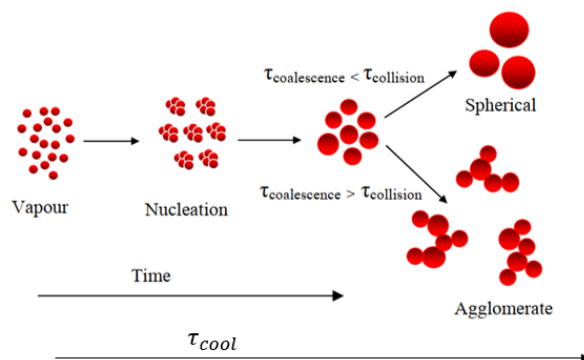 τcoalescence < τcollision
Spherical
Vapour
Nucleation
τcoalescence > τcollision
Time
Agglomerate
τcool